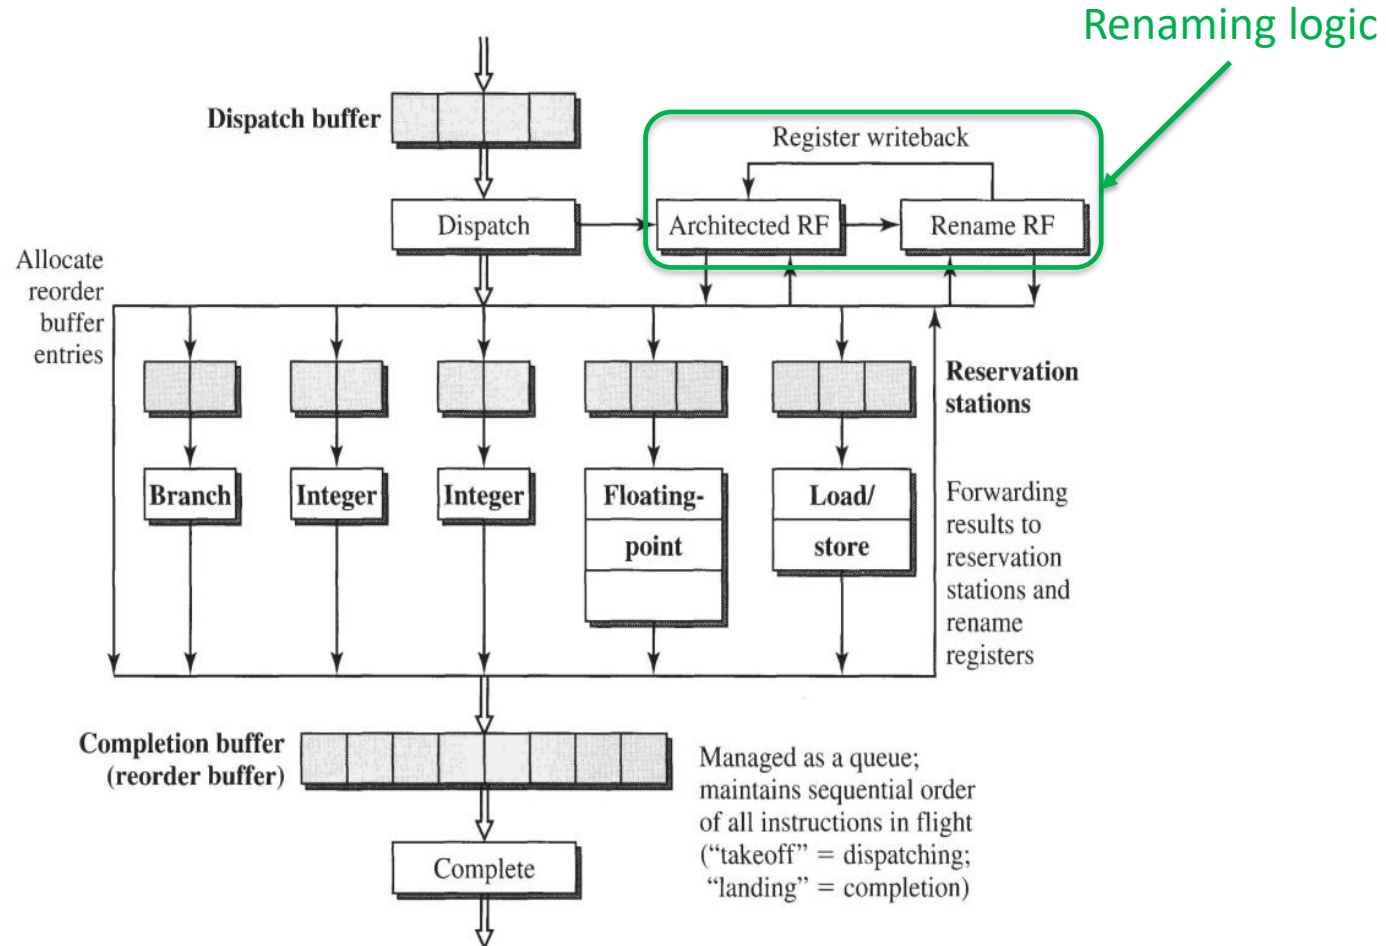 Renaming logic
Dispatch buffer
Register writeback
Dispatch
Architected RF
Rename RF
Allocate
reorder
buffer
entries
Reservation
stations
Branch
Integer
Integer
Floating-
point
Load/
store
Forwarding
results to
reservation
stations and
rename
registers
Completion buffer
(reorder buffer)
Managed as a queue;
maintains sequential order
of all instructions in flight
(“takeoff” = dispatching;
“landing” = completion)
Complete